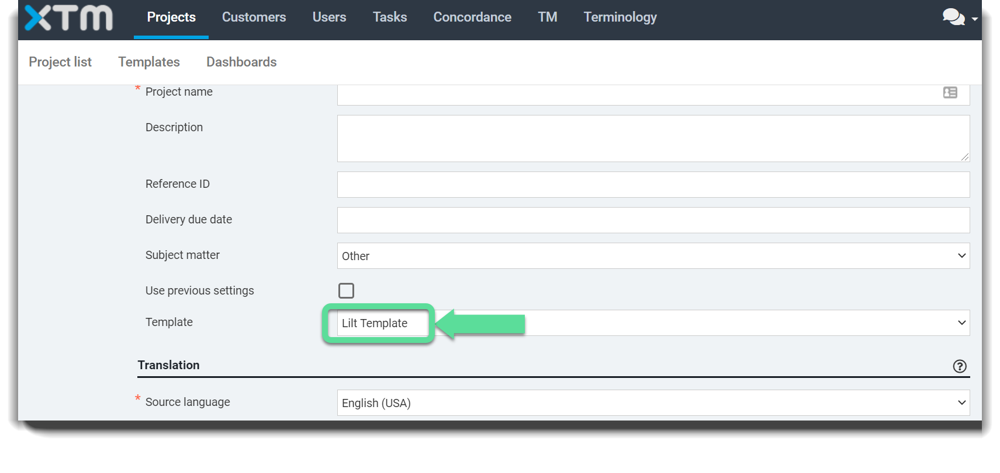 XTM Projects Customers Users Tasks Concordance TM Terminology
Project list Templates Dashboards
* Project name
Description
Reference ID
Delivery due date
Subject matter Other
Use previous settings
Template Lilt Template
Translation ?
* Source language English (USA)